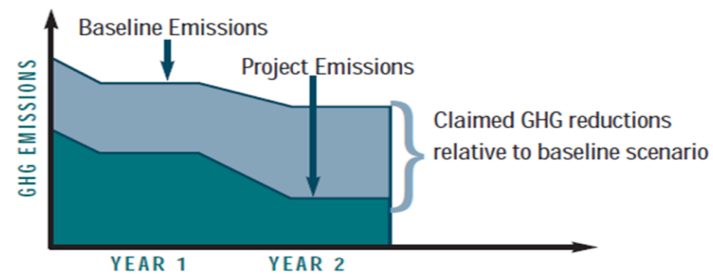 Baseline Emissions
Project Emissions
GHG EMISSIONS
Claimed GHG reductions
relative to baseline scenario
YEAR 1
YEAR 2